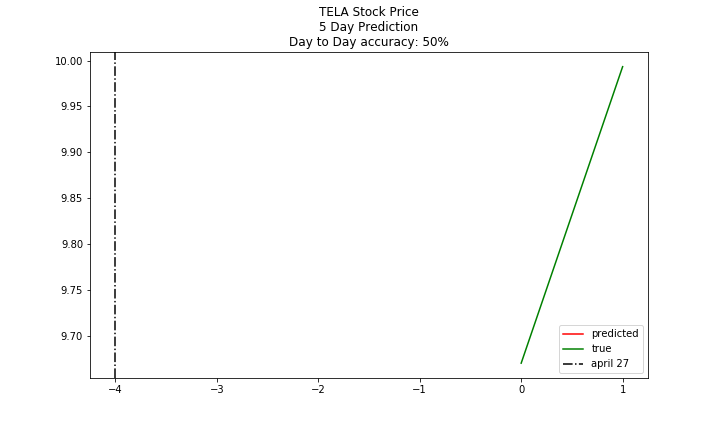 TELA Stock Price
5 Day Prediction
Day to Day accuracy: 50%
10.00
9.95
9.90
9.85
9.80
9.75
9.70
−4
−3
−2
−1
0
1
predicted
true
april 27